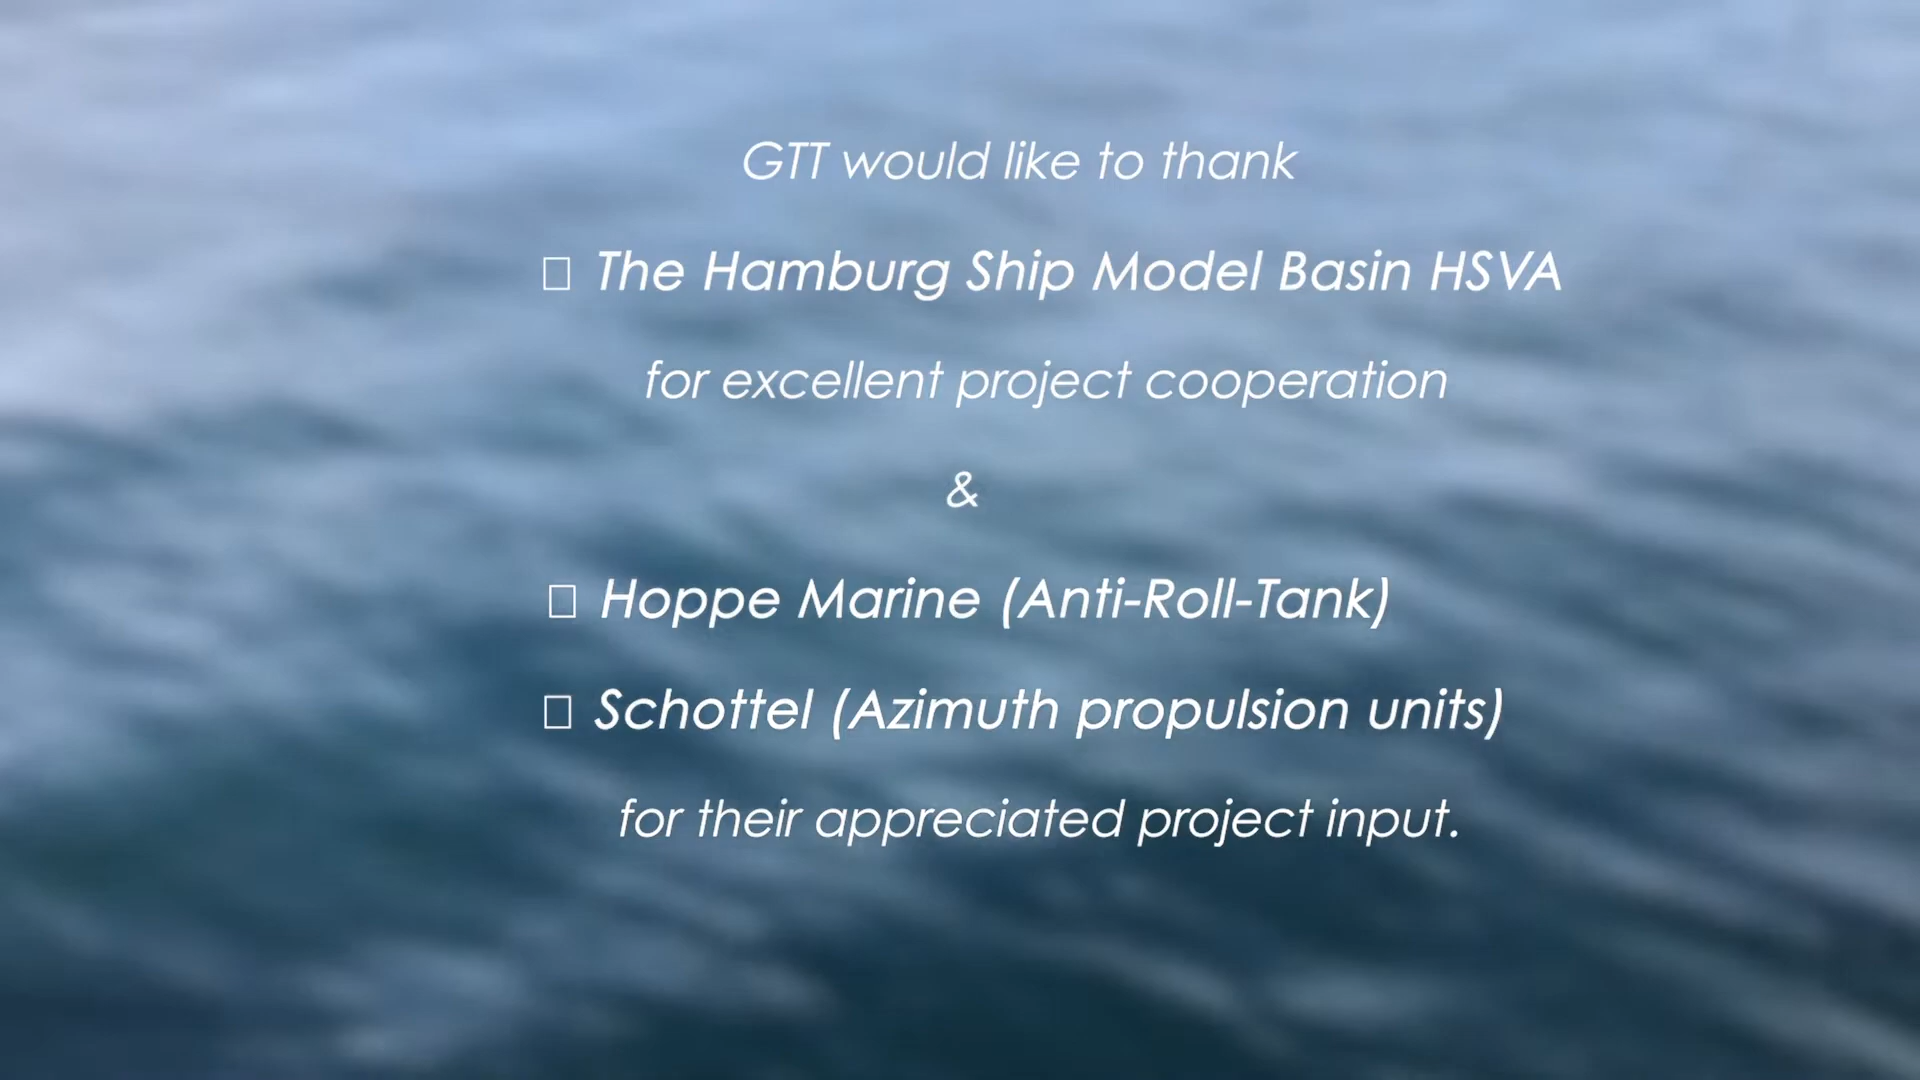 GTT would like to thank
▯ The Hamburg Ship Model Basin HSVA
for excellent project cooperation
&
▯ Hoppe Marine (Anti-Roll-Tank)
▯ Schottel (Azimuth propulsion units)
for their appreciated project input.